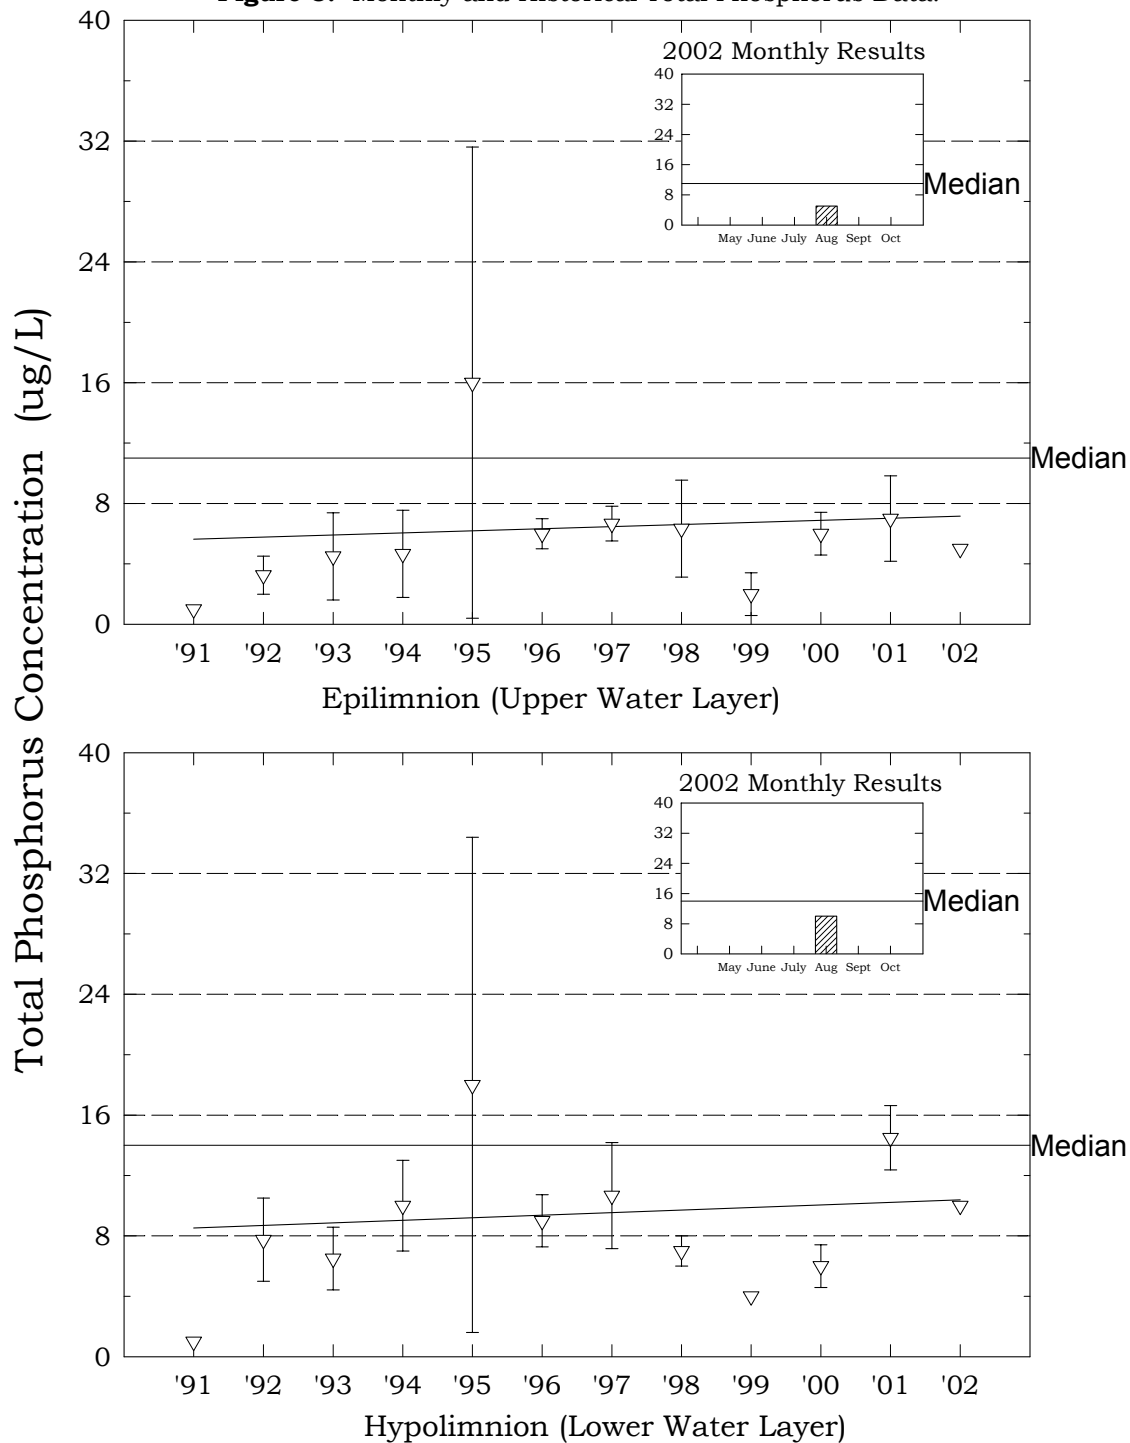 Figure 3. Monthly and Historical Total Phosphorus Data.
40
32
24
16
8
0
2002 Monthly Results
40
32
24
16
8
0
May June July Aug Sept Oct
Median
Median
'91 '92 '93 '94 '95 '96 '97 '98 '99 '00 '01 '02
Epilimnion (Upper Water Layer)
Total Phosphorus Concentration (ug/L)
40
32
24
16
8
0
2002 Monthly Results
40
32
24
16
8
0
May June July Aug Sept Oct
Median
Median
'91 '92 '93 '94 '95 '96 '97 '98 '99 '00 '01 '02
Hypolimnion (Lower Water Layer)